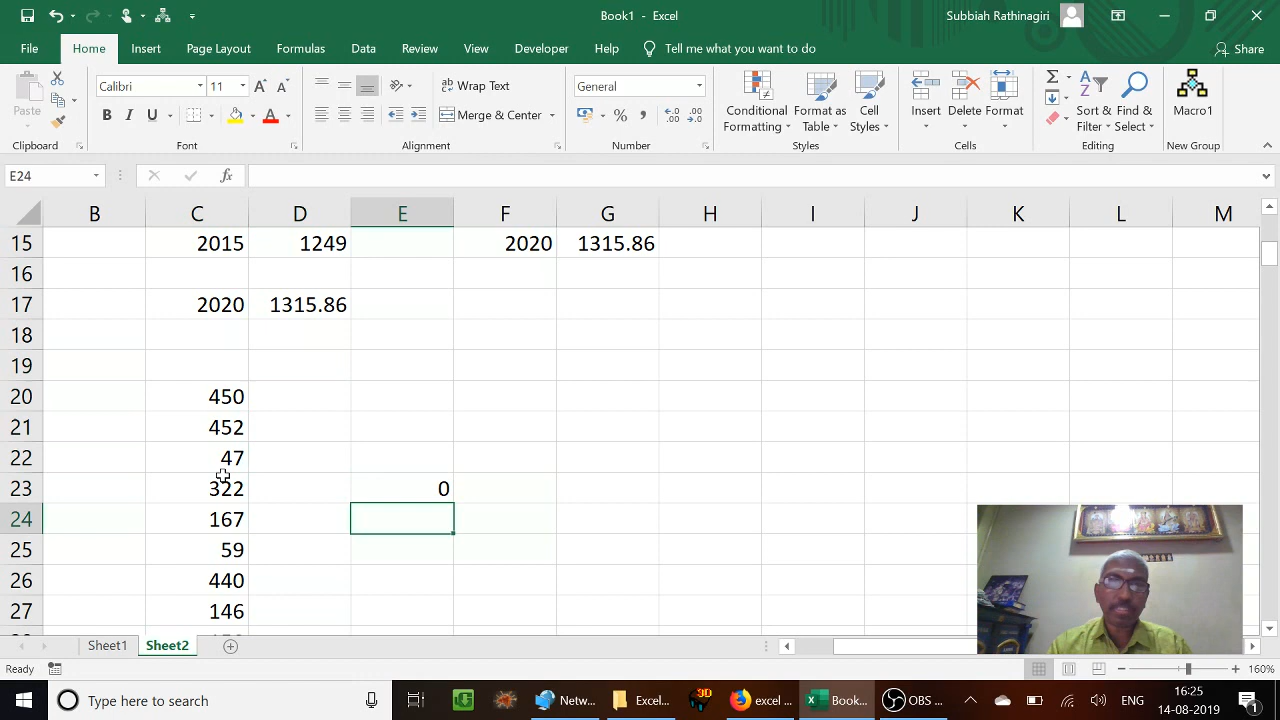 Book1 - Excel
Subbiah Rathinagiri
File Home Insert Page Layout Formulas Data Review View Developer Help Tell me what you want to do Share
Paste
Calibri 11
B I U
Wrap Text
Merge & Center
General
Conditional Formatting
Format as Table
Cell Styles
Insert Delete Format
Sort & Filter
Find & Select
Macro1
Clipboard Font Alignment Number Styles Cells Editing New Group
E24
B C D E F G H I J K L M
15 2015 1249 2020 1315.86
16
17 2020 1315.86
18
19
20 450
21 452
22 47
23 322 0
24 167
25 59
26 440
27 146
Sheet1 Sheet2
Ready 160%
Type here to search Netw... Excel... excel ... Book... OBS ... ENG 16:25
14-08-2019